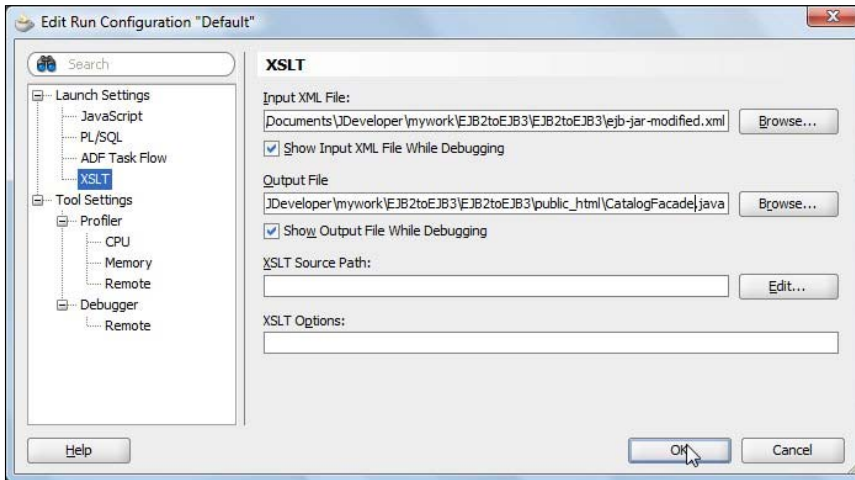 Edit Run Configuration "Default"
Search
Launch Settings
JavaScript
PL/SQL
ADF Task Flow
XSLT
Tool Settings
Profiler
CPU
Memory
Remote
Debugger
Remote
XSLT
Input XML File:
Documents\JDeveloper\mywork\EJB2toEJB3\EJB2toEJB3\ejb-jar-modified.xml Browse...
Show Input XML File While Debugging
Output File
JDeveloper\mywork\EJB2toEJB3\EJB2toEJB3\public_html\CatalogFacade.java Browse...
Show Output File While Debugging
XSLT Source Path:
Edit...
XSLT Options:
Help OK Cancel